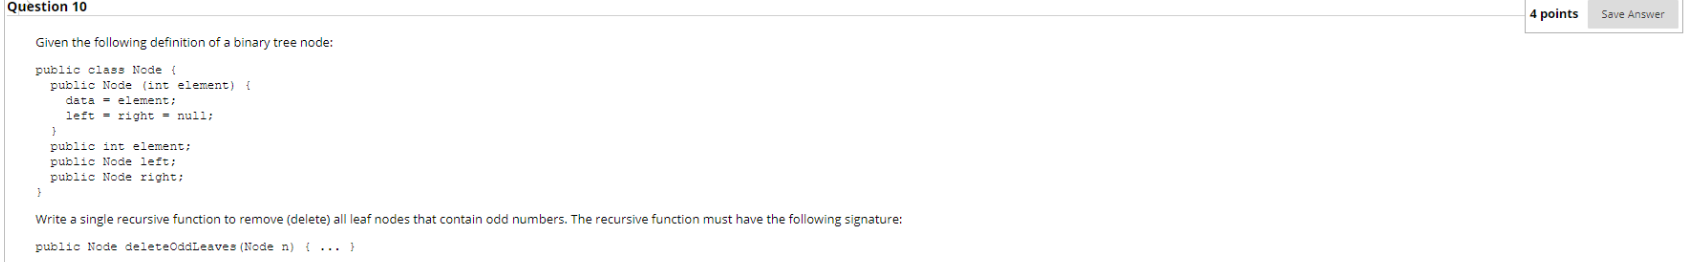 Question 10
4 points Save Answer
Given the following definition of a binary tree node:
public class Node {
public Node (int element) {
data = element;
left = right = null;
}
public int element;
public Node left;
public Node right;
}
Write a single recursive function to remove (delete) all leaf nodes that contain odd numbers. The recursive function must have the following signature:
public Node deleteOddLeaves(Node n) { ... }